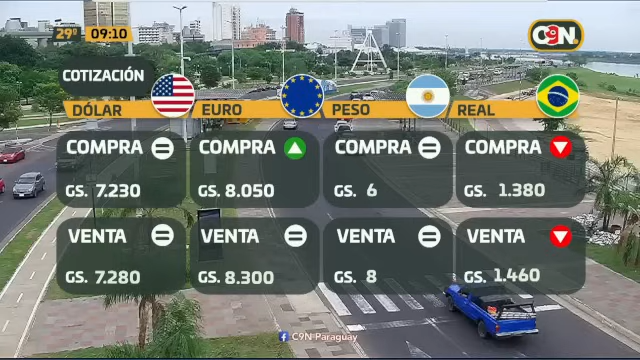 29º 09:10
C9N
COTIZACIÓN
DÓLAR EURO PESO REAL
COMPRA COMPRA COMPRA COMPRA
GS. 7.230 GS. 8.050 GS. 6 GS. 1.380
VENTA VENTA VENTA VENTA
GS. 7.280 GS. 8.300 GS. 8 GS. 1.460
C9N Paraguay